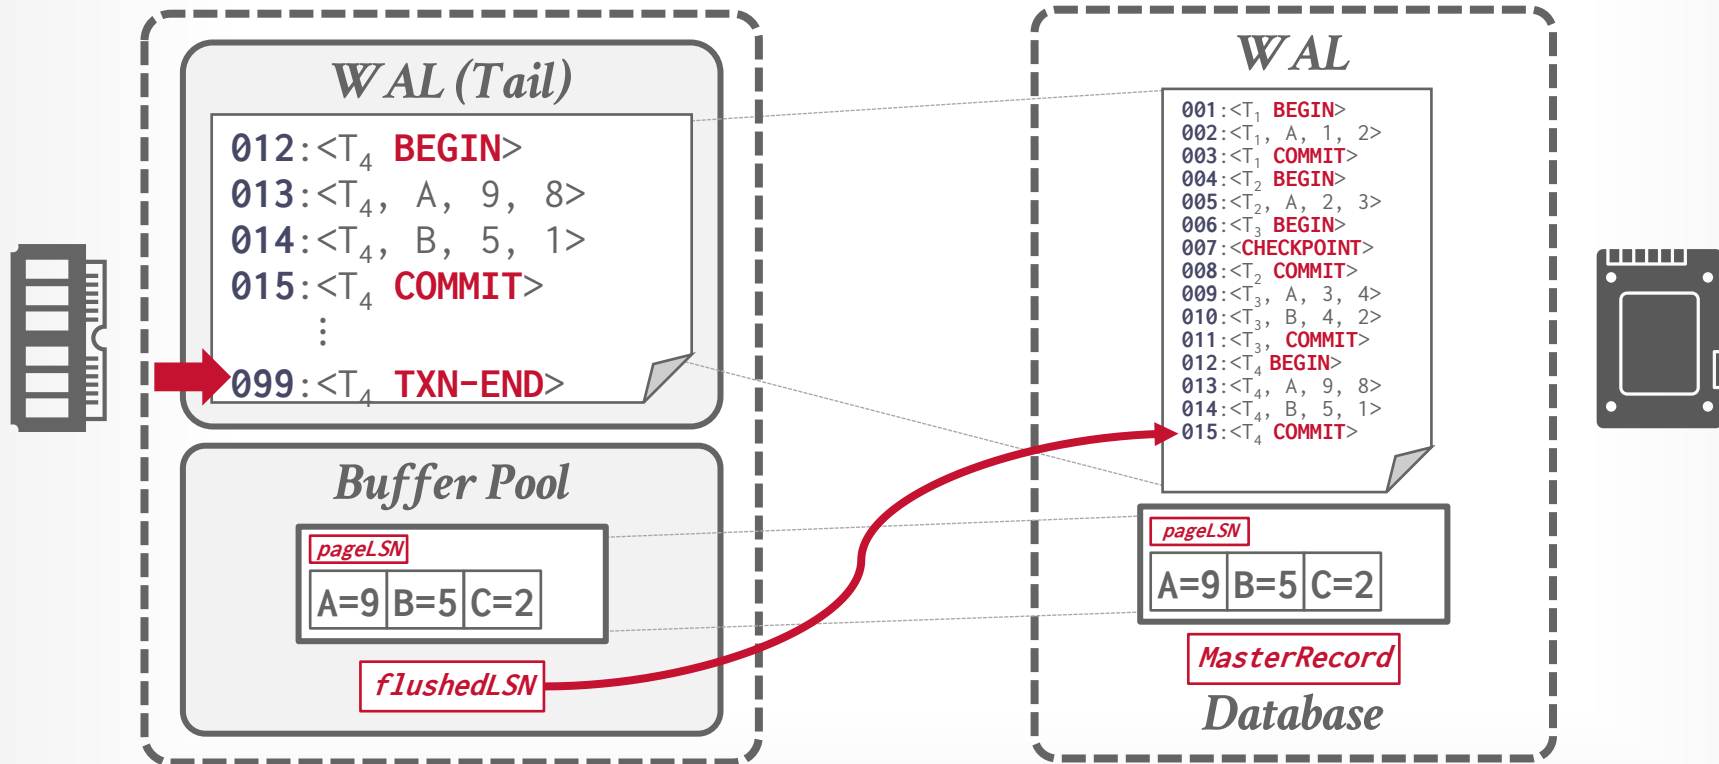 WAL (Tail)
012:<T₄ BEGIN>
013:<T₄, A, 9, 8>
014:<T₄, B, 5, 1>
015:<T₄ COMMIT>
⋮
099:<T₄ TXN-END>
Buffer Pool
pageLSN
A=9 B=5 C=2
flushedLSN
WAL
001:<T₁ BEGIN>
002:<T₁, A, 1, 2>
003:<T₁ COMMIT>
004:<T₂ BEGIN>
005:<T₂, A, 2, 3>
006:<T₃ BEGIN>
007:<CHECKPOINT>
008:<T₂ COMMIT>
009:<T₃, A, 3, 4>
010:<T₃, B, 4, 2>
011:<T₃, COMMIT>
012:<T₄ BEGIN>
013:<T₄, A, 9, 8>
014:<T₄, B, 5, 1>
015:<T₄ COMMIT>
pageLSN
A=9 B=5 C=2
MasterRecord
Database